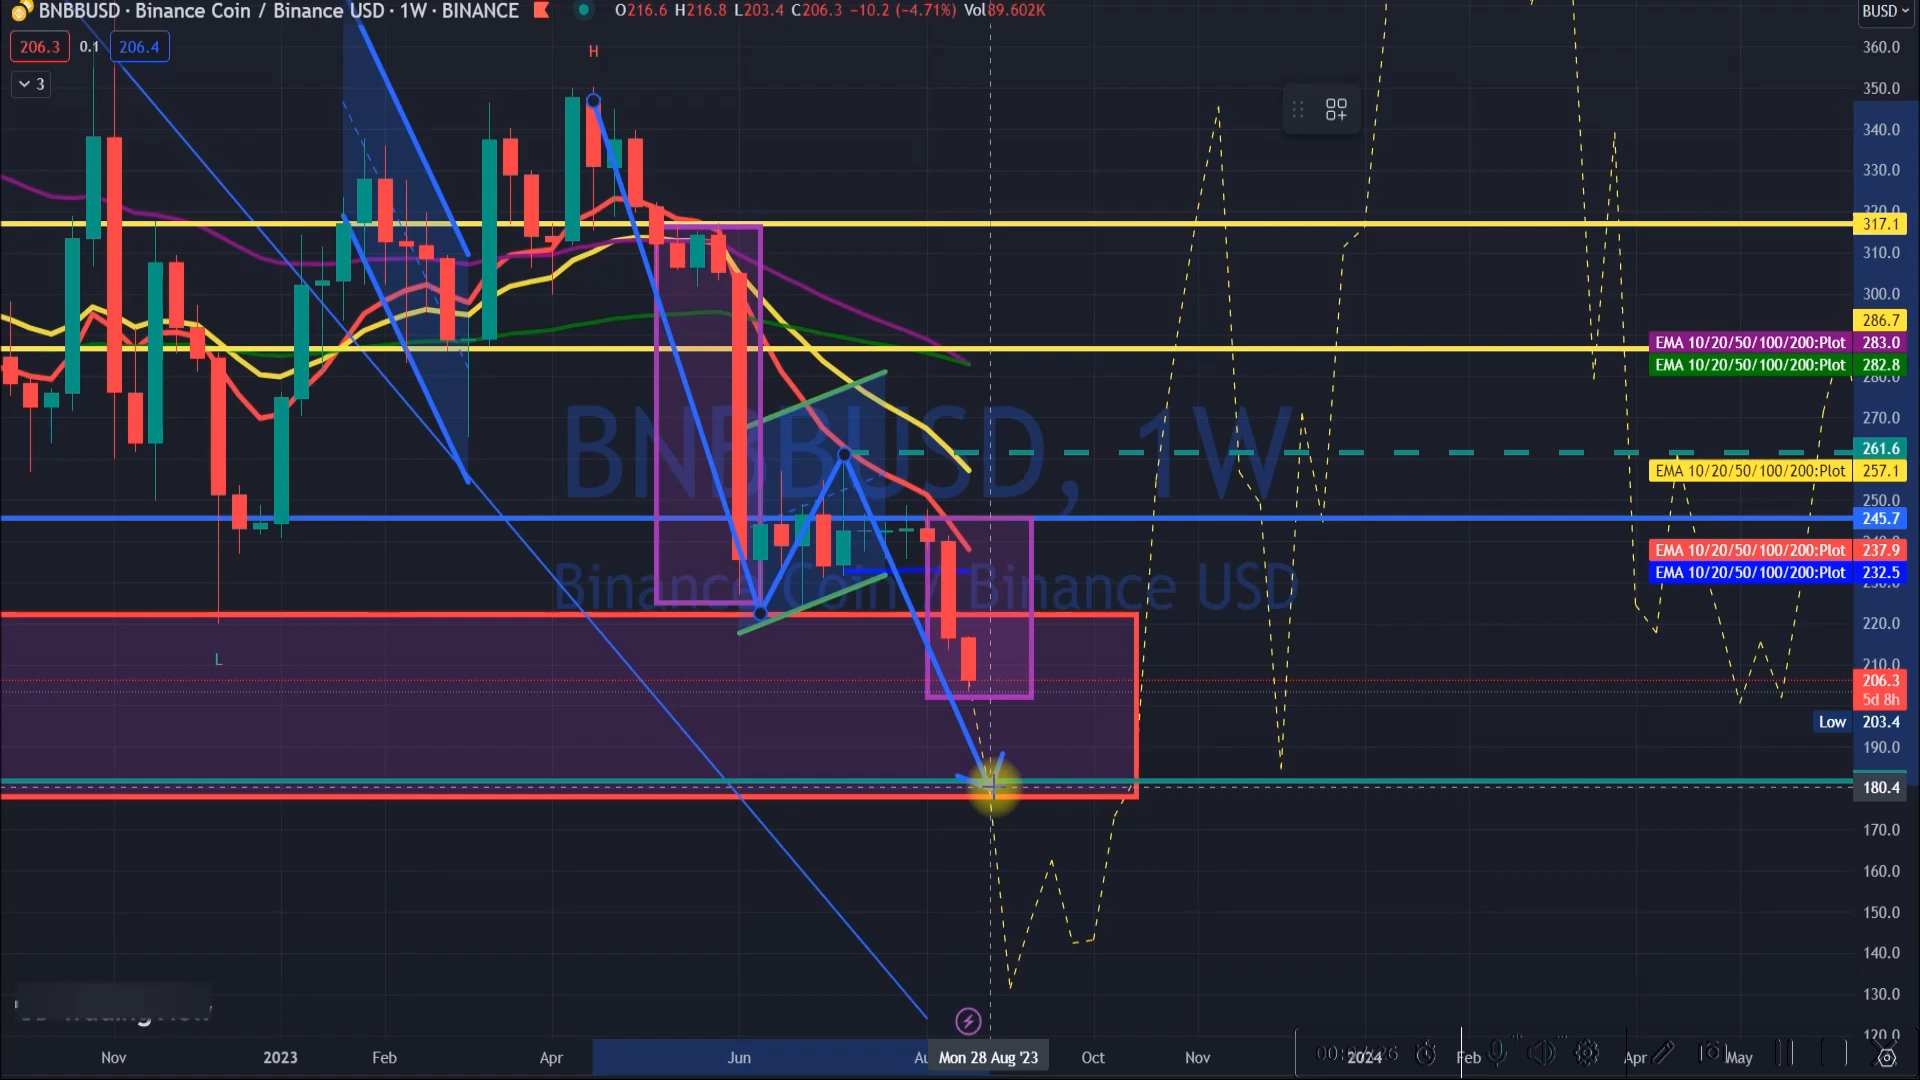 BNBBUSD · Binance Coin / Binance USD · 1W · BINANCE O216.6 H216.8 L203.4 C206.3 −10.2 (−4.71%) Vol89.602K
BUSD
206.3 0.1 206.4
3
H
L
BNBBUSD, 1W
Binance Coin / Binance USD
360.0
350.0
340.0
330.0
320.0
317.1
310.0
300.0
286.7
EMA 10/20/50/100/200:Plot 283.0
EMA 10/20/50/100/200:Plot 282.8
280.0
270.0
261.6
EMA 10/20/50/100/200:Plot 257.1
250.0
245.7
EMA 10/20/50/100/200:Plot 237.9
EMA 10/20/50/100/200:Plot 232.5
230.0
220.0
210.0
206.3
5d 8h
Low 203.4
190.0
180.4
170.0
160.0
150.0
140.0
130.0
120.0
Nov 2023 Feb Apr Jun Mon 28 Aug '23 Oct Nov 2024 Feb Apr May